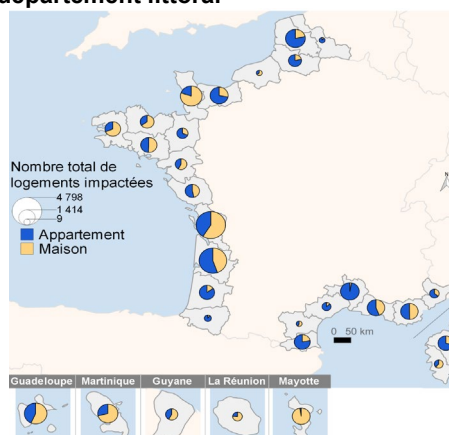 département littoral
Nombre total de
logements impactées
4 798
1 414
9
Appartement
Maison
0 50 km
Guadeloupe Martinique Guyane La Réunion Mayotte